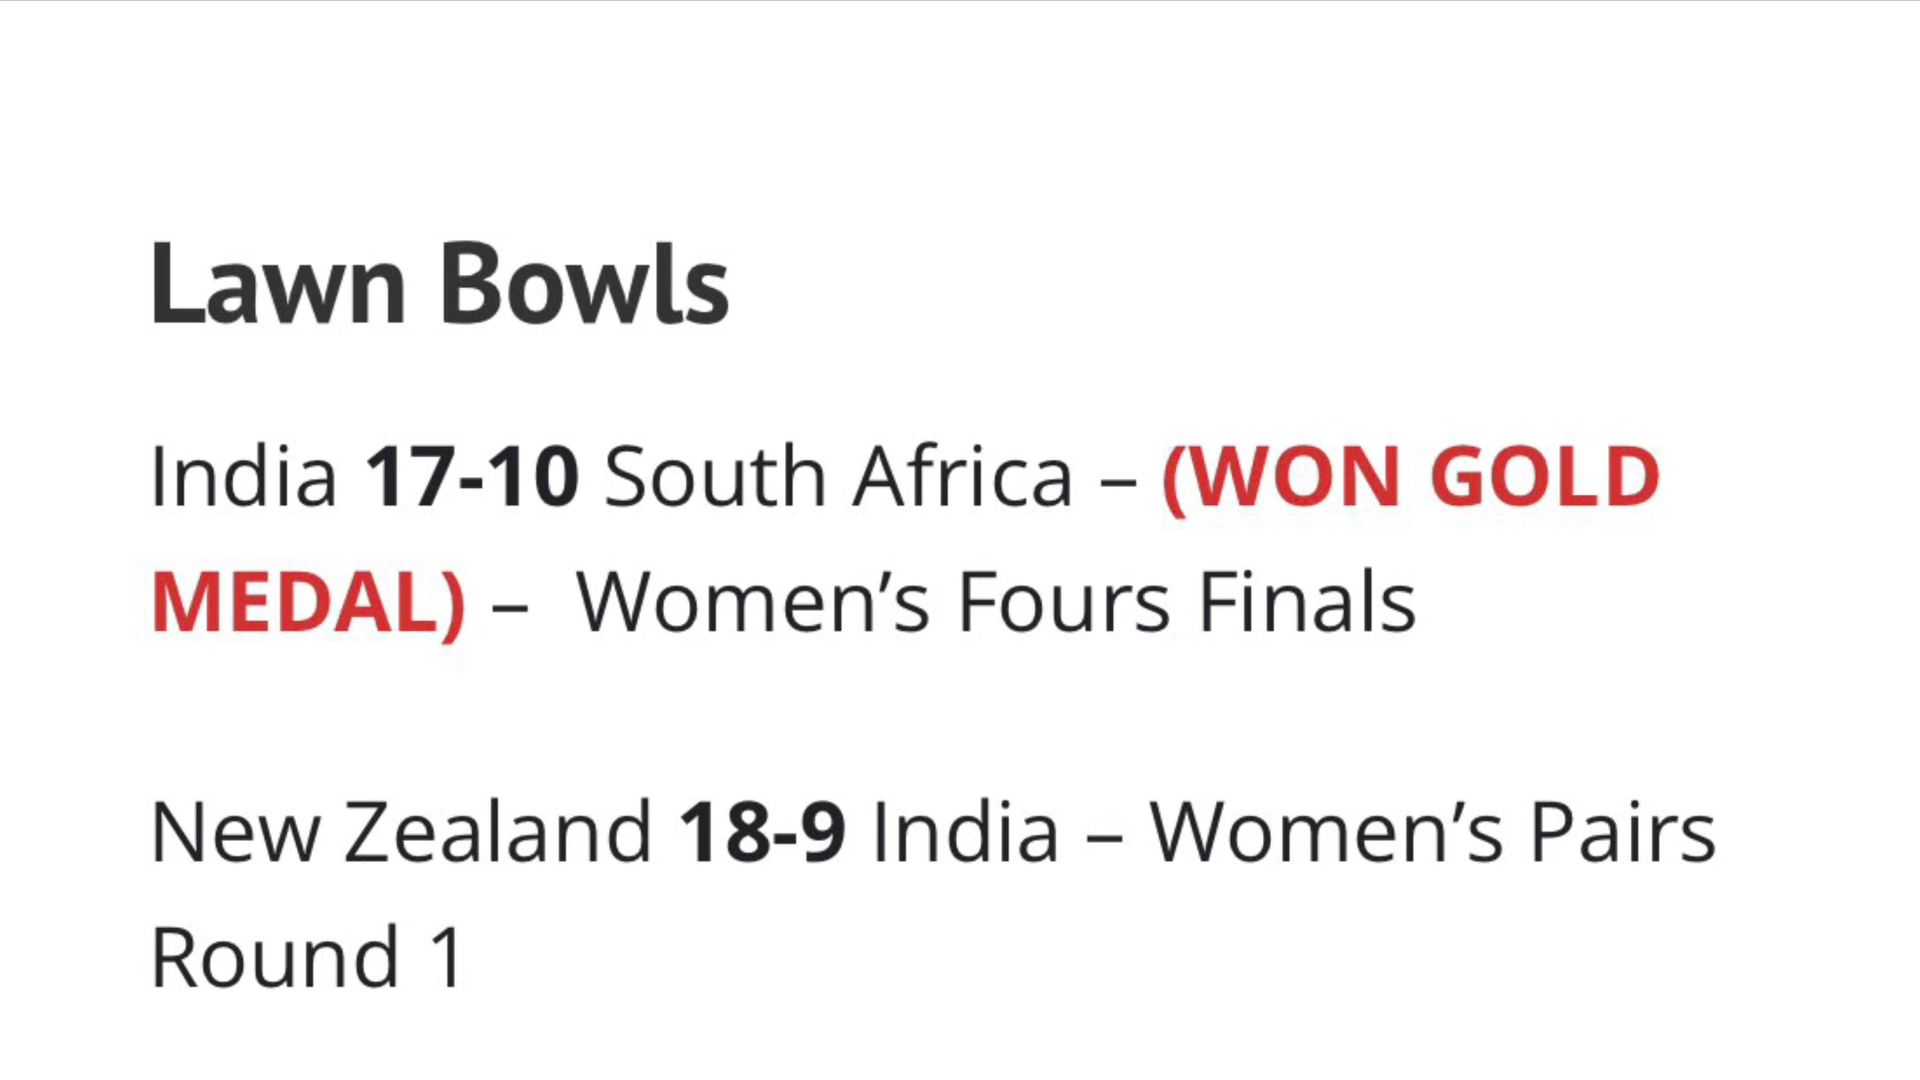 Lawn Bowls
India 17-10 South Africa – (WON GOLD
MEDAL) –  Women’s Fours Finals
New Zealand 18-9 India – Women’s Pairs
Round 1